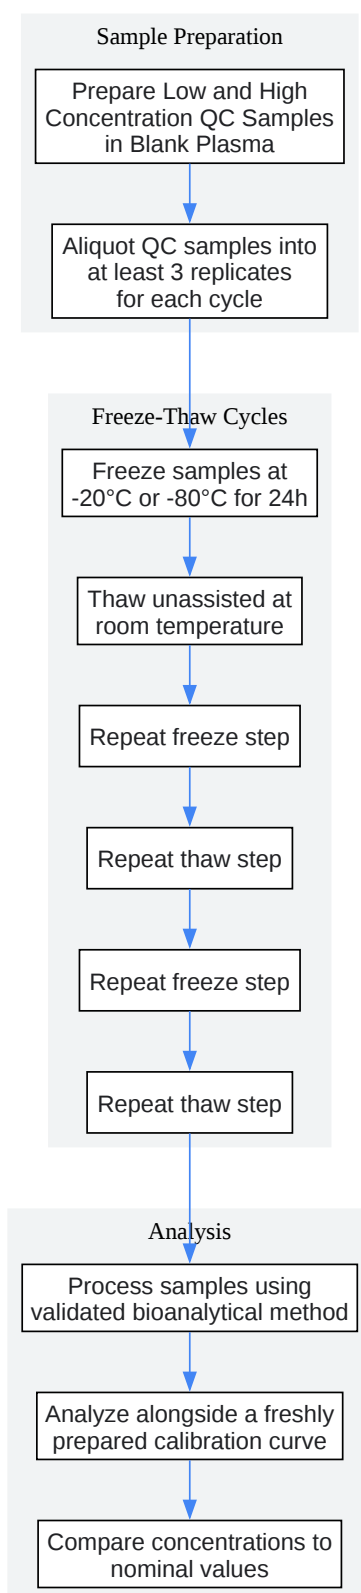 Sample Preparation
Prepare Low and High
Concentration QC Samples
in Blank Plasma
Aliquot QC samples into
at least 3 replicates
for each cycle
Freeze-Thaw Cycles
Freeze samples at
-20°C or -80°C for 24h
Thaw unassisted at
room temperature
Repeat freeze step
Repeat thaw step
Repeat freeze step
Repeat thaw step
Analysis
Process samples using
validated bioanalytical method
Analyze alongside a freshly
prepared calibration curve
Compare concentrations to
nominal values